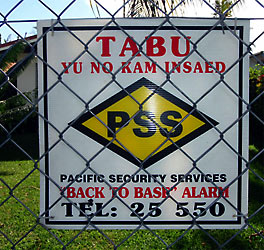 TABU
YU NO KAM INSAED
PSS
PACIFIC SECURITY SERVICES
"BACK TO BASE" ALARM
TEL: 25 550